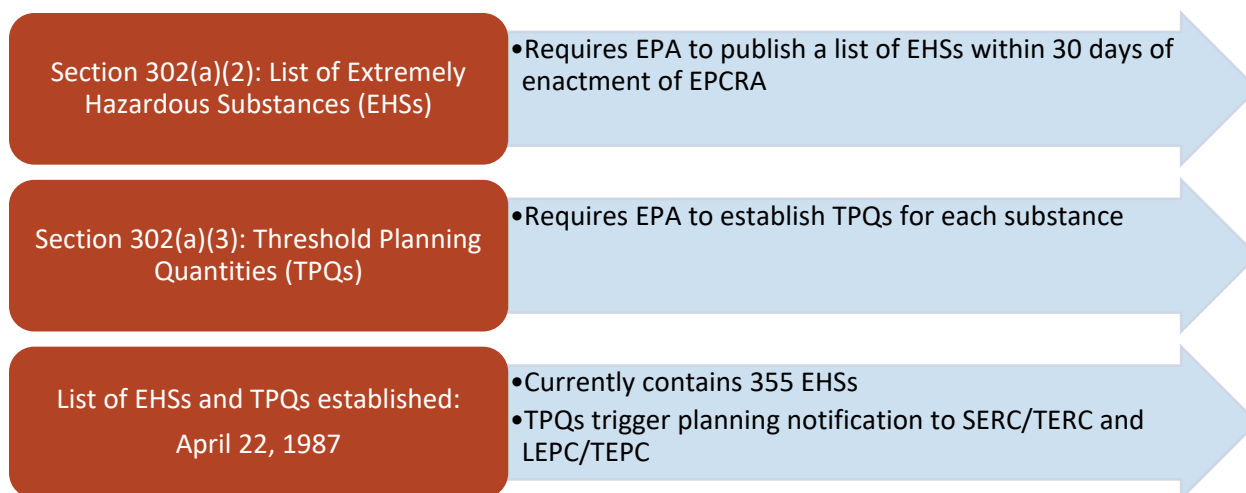 Section 302(a)(2): List of Extremely
Hazardous Substances (EHSs)
•Requires EPA to publish a list of EHSs within 30 days of
enactment of EPCRA
Section 302(a)(3): Threshold Planning
Quantities (TPQs)
•Requires EPA to establish TPQs for each substance
List of EHSs and TPQs established:
April 22, 1987
•Currently contains 355 EHSs
•TPQs trigger planning notification to SERC/TERC and
LEPC/TEPC